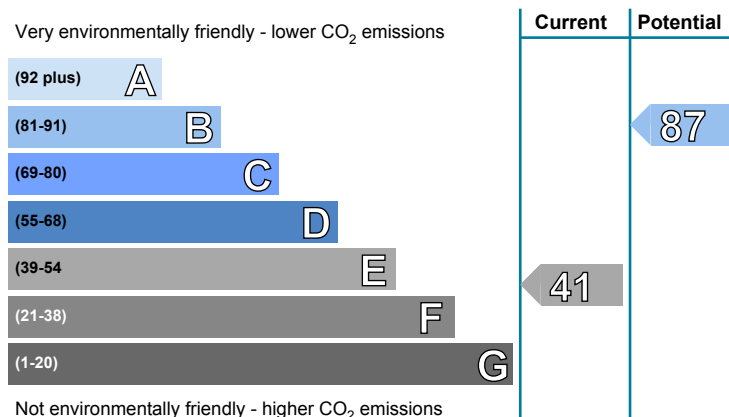 Current Potential
Very environmentally friendly - lower CO2 emissions
(92 plus) A
(81-91) B
87
(69-80) C
(55-68) D
(39-54 E
41
(21-38) F
(1-20) G
Not environmentally friendly - higher CO2 emissions